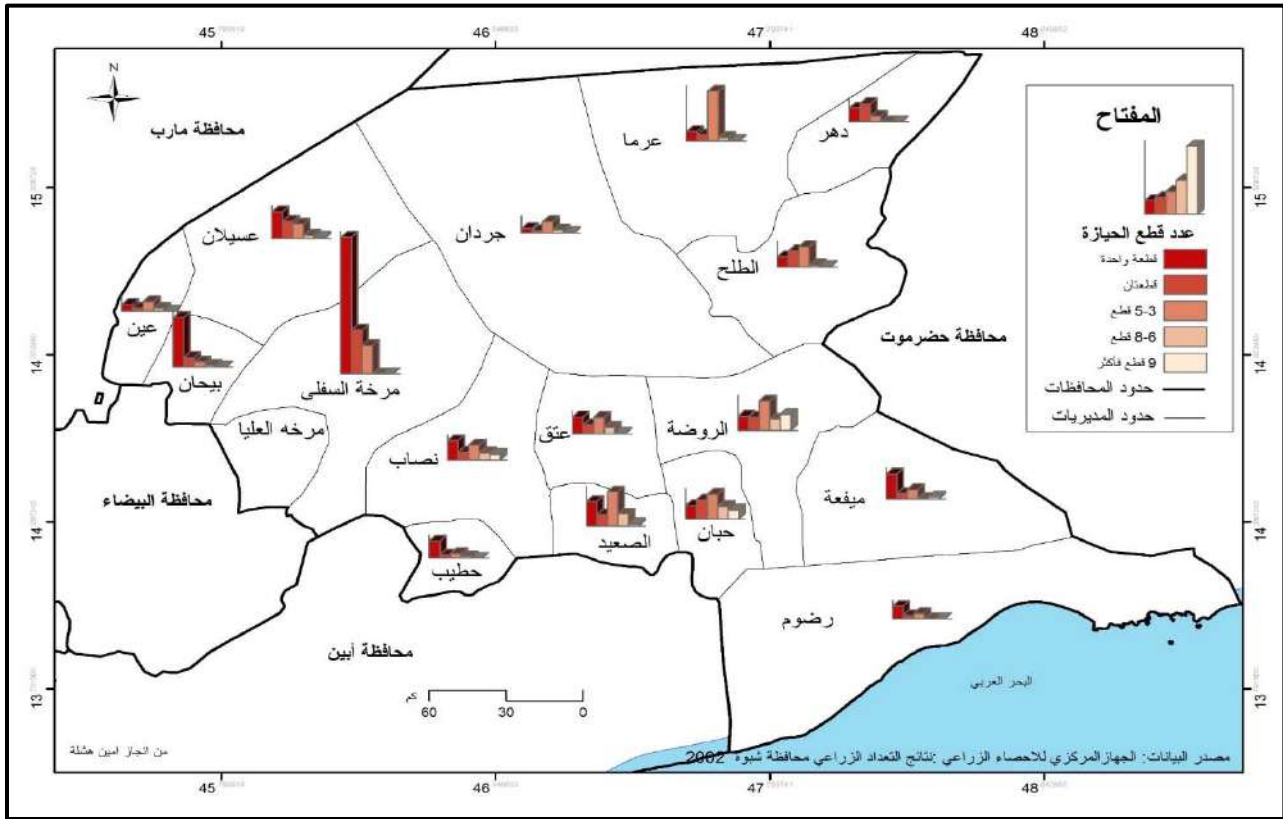 45 46 47 48
N
المفتاح
عدد قطع الحيازة
قطعة واحدة
قطعتان
3-5 قطع
6-8 قطع
9 قطع فأكثر
حدود المحافظات
حدود المديريات
محافظة مارب
عرما
دهر
عسيلان
جردان
الطلح
عين
بيحان
مرخة السفلى
محافظة حضرموت
مرخه العليا
نصاب
عتق
الروضة
ميفعة
محافظة البيضاء
الصعيد
حبان
حطيب
رضوم
محافظة أبين
البحر العربي
كم
60 30 0
من انجاز امين هشلة
مصدر البيانات: الجهاز المركزي للاحصاء الزراعي :نتائج التعداد الزراعي محافظة شبوة 2002
15
14
14
13
15
14
14
13
45 46 47 48